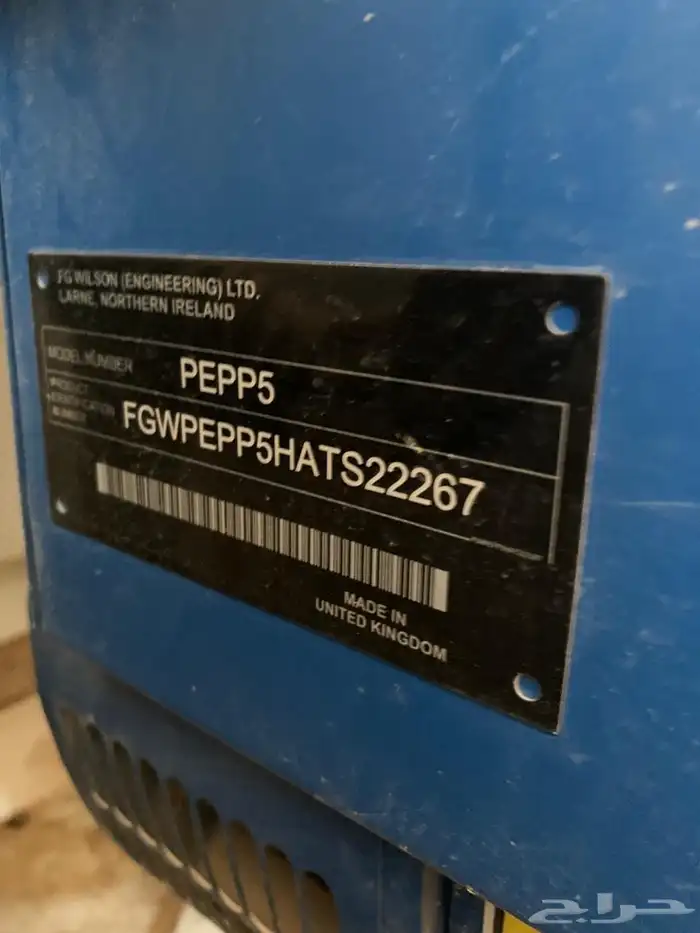 FG WILSON (ENGINEERING) LTD.
LARNE, NORTHERN IRELAND
MODEL NUMBER PEPP5
PRODUCT
IDENTIFICATION
NUMBER
FGWPEPP5HATS22267
MADE IN
UNITED KINGDOM
حراج